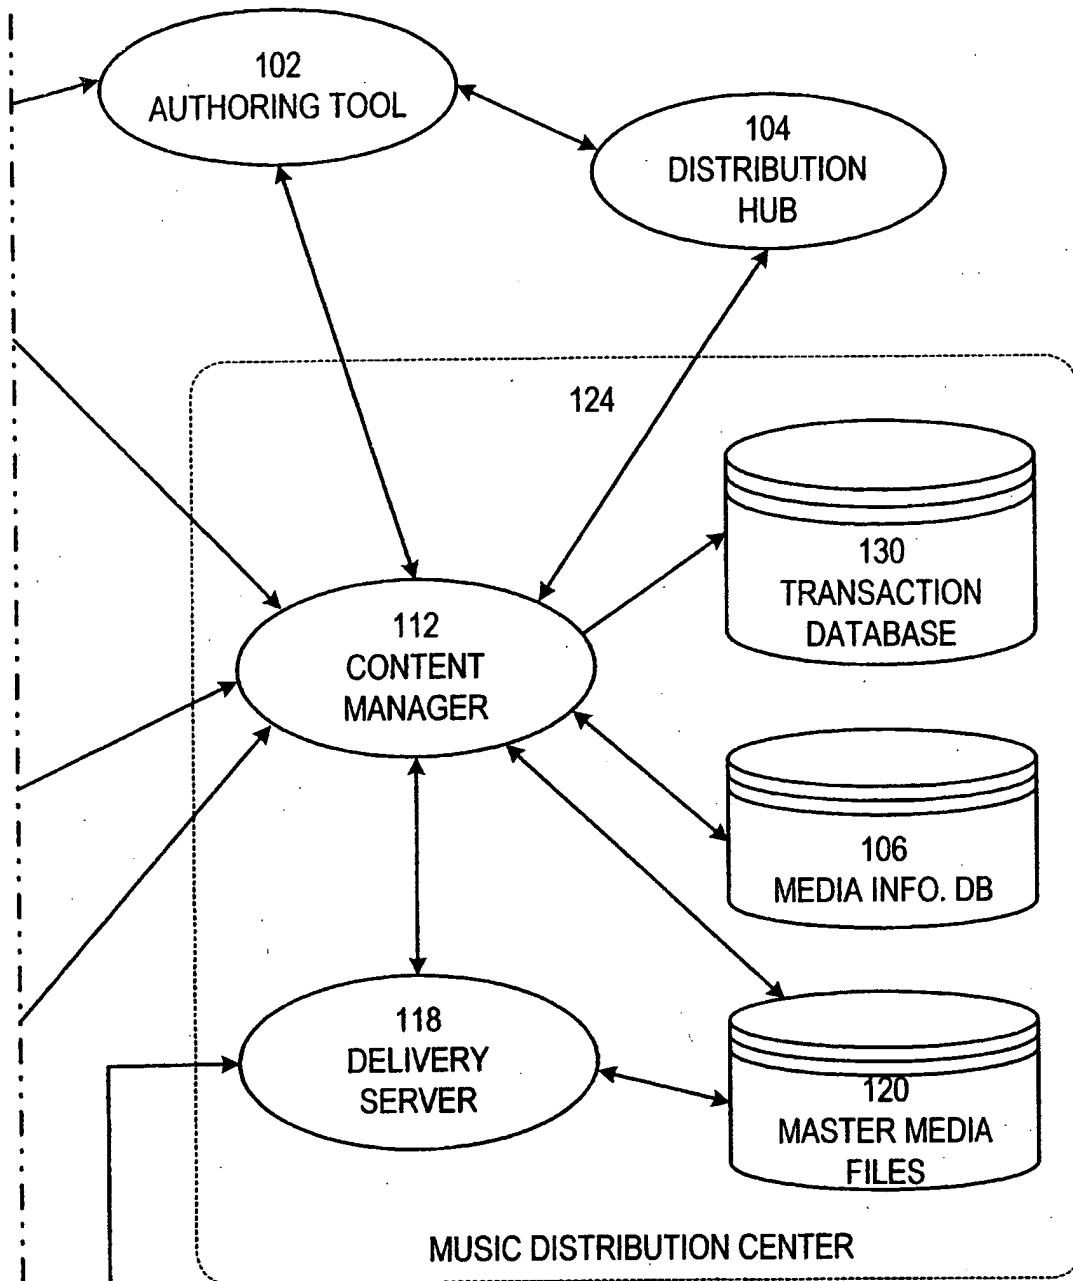 102
AUTHORING TOOL
104
DISTRIBUTION
HUB
124
130
TRANSACTION
DATABASE
112
CONTENT
MANAGER
106
MEDIA INFO. DB
118
DELIVERY
SERVER
120
MASTER MEDIA
FILES
MUSIC DISTRIBUTION CENTER